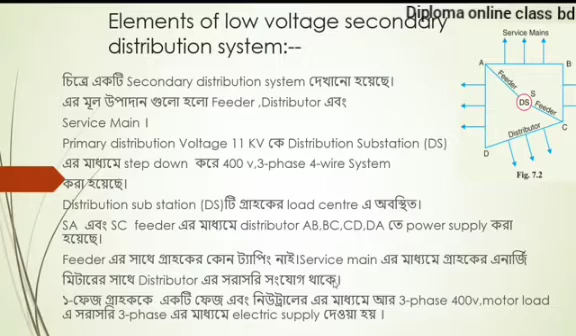 Diploma online class bd
Elements of low voltage secondary
distribution system:--
চিত্রে একটি Secondary distribution system দেখানো হয়েছে।
এর মূল উপাদান গুলো হলো Feeder ,Distributor এবং
Service Main ।
Primary distribution Voltage 11 KV কে Distribution Substation (DS)
এর মাধ্যমে step down করে 400 v,3-phase 4-wire System
করা হয়েছে।
Distribution sub station (DS)টি গ্রাহকের load centre এ অবস্থিত।
SA এবং SC feeder এর মাধ্যমে distributor AB,BC,CD,DA তে power supply করা
হয়েছে।
Feeder এর সাথে গ্রাহকের কোন ট্যাপিং নাই।Service main এর মাধ্যমে গ্রাহকের এনার্জি
মিটারের সাথে Distributor এর সরাসরি সংযোগ থাকে।
১-ফেজ গ্রাহককে একটি ফেজ এবং নিউট্রালের এর মাধ্যমে আর 3-phase 400v,motor load
এ সরাসরি 3-phase এর মাধ্যমে electric supply দেওয়া হয় ।
Service Mains
A
B
Feeder
S
DS
Feeder
Distributor
C
D
Fig. 7.2